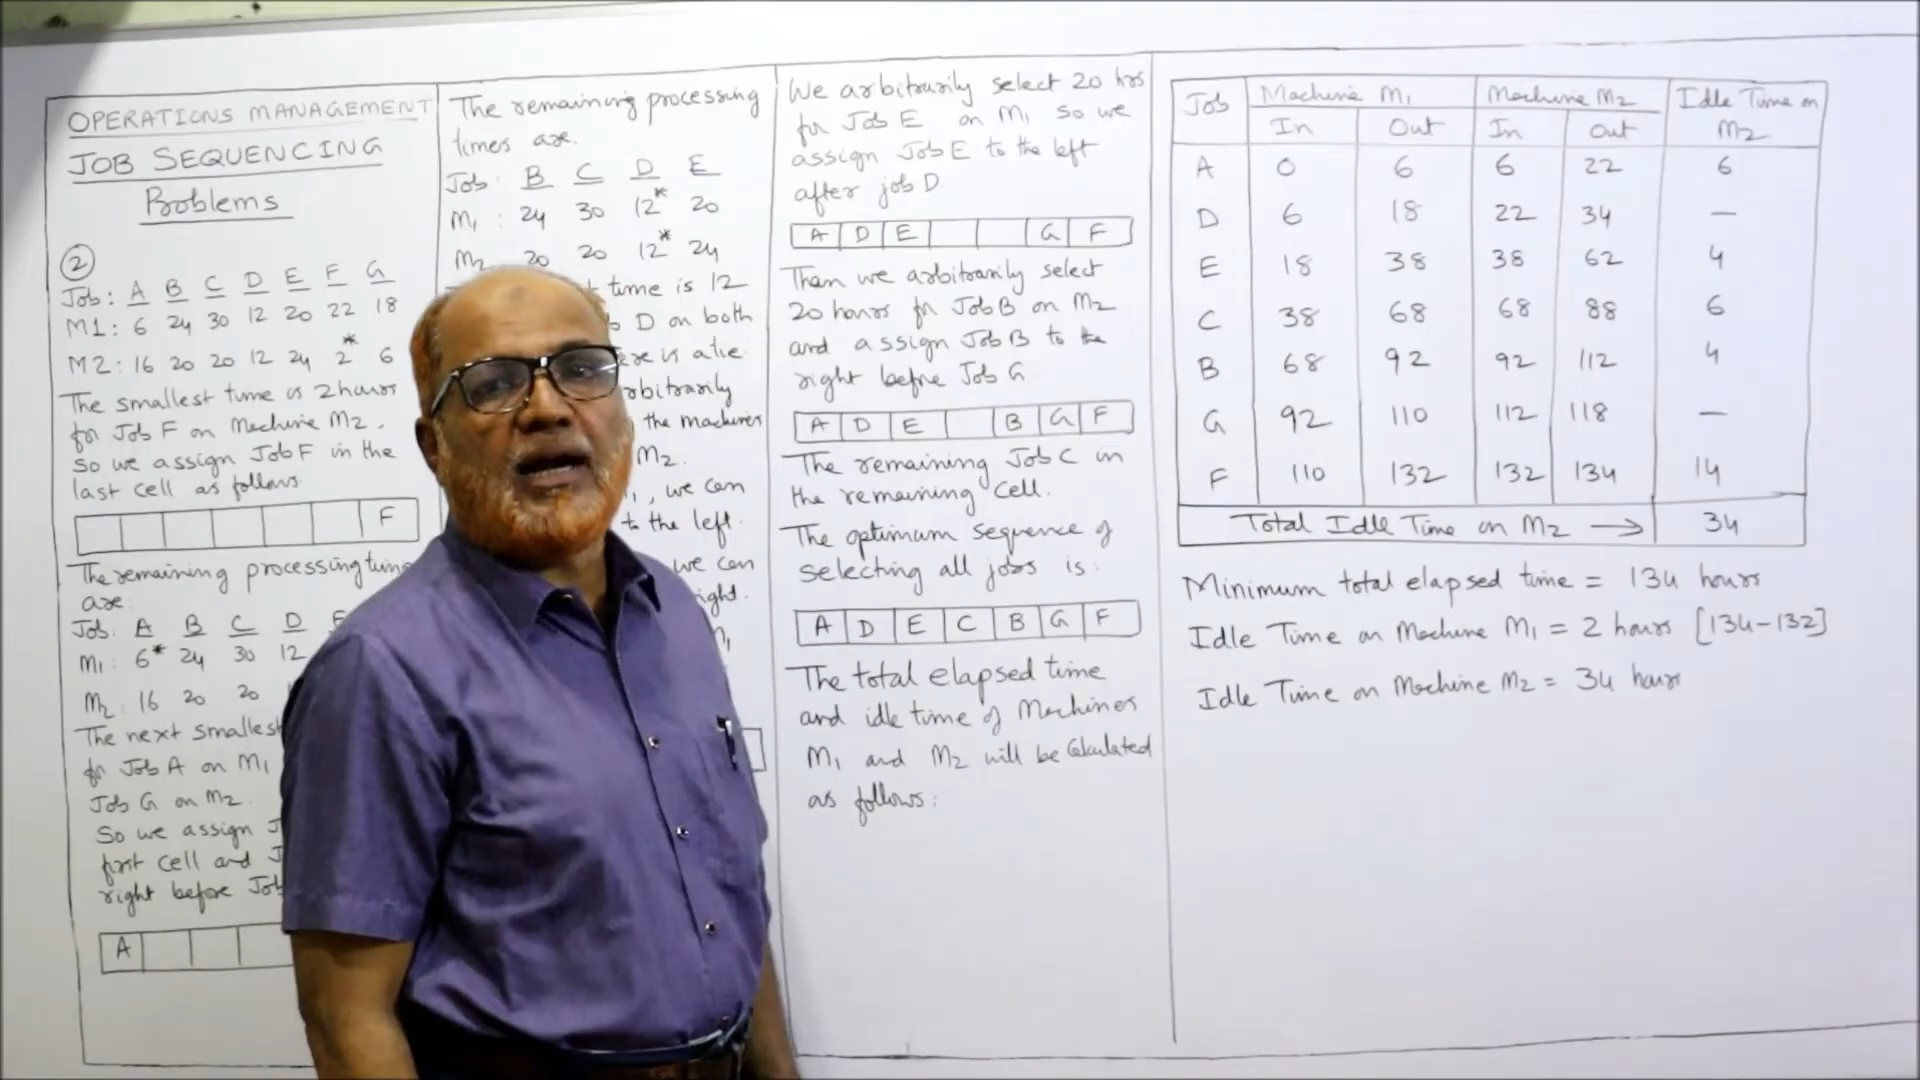 OPERATIONS MANAGEMENT
JOB SEQUENCING
Problems
2
Job: A B C D E F G
M1: 6 24 30 12 20 22 18
M2: 16 20 20 12 24 2* 6
The smallest time is 2 hours
for Job F on Machine M2.
So we assign Job F in the
last cell as follows.
F
The remaining processing time
are
Job. A B C D
M1: 6* 24 30 12
M2: 16 20 20
The next smallest
for Job A on M1
Job G on M2.
So we assign
first cell and
right before Job
A
The remaining processing
times are.
Job: B C D E
M1: 24 30 12* 20
M2 20 20 12* 24
time is 12
D on both
is a tie
the machines
M2.
, we can
to the left.
we can
We arbitrarily select 20 hrs
for Job E on M1 so we
assign Job E to the left
after job D.
A D E G F
Then we arbitrarily select
20 hours for Job B on M2
and assign Job B to the
right before Job G.
A D E B G F
The remaining Job C in
the remaining cell.
The optimum sequence of
selecting all jobs is:
A D E C B G F
The total elapsed time
and idle time of Machines
M1 and M2 will be Calculated
as follows:
Job Machine M1 Machine M2 Idle Time on M2
In Out In Out
A 0 6 6 22 6
D 6 18 22 34 —
E 18 38 38 62 4
C 38 68 68 88 6
B 68 92 92 112 4
G 92 110 112 118 —
F 110 132 132 134 14
Total Idle Time on M2 → 34
Minimum total elapsed time = 134 hours
Idle Time on Machine M1 = 2 hours [134-132]
Idle Time on Machine M2 = 34 hours